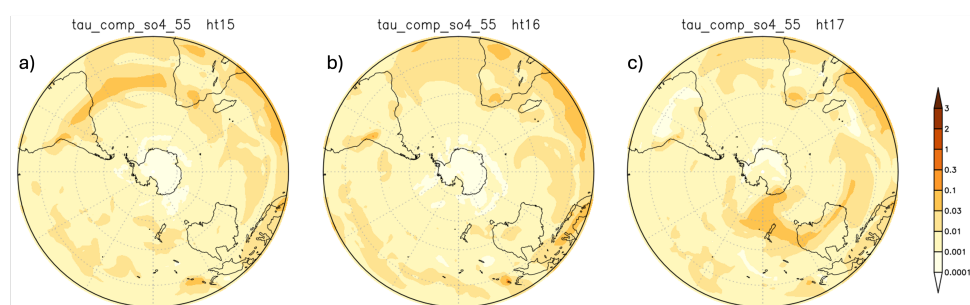 tau_comp_so4_55 ht15
tau_comp_so4_55 ht16
tau_comp_so4_55 ht17
a)
b)
c)
3
2
1
0.3
0.1
0.03
0.01
0.001
0.0001